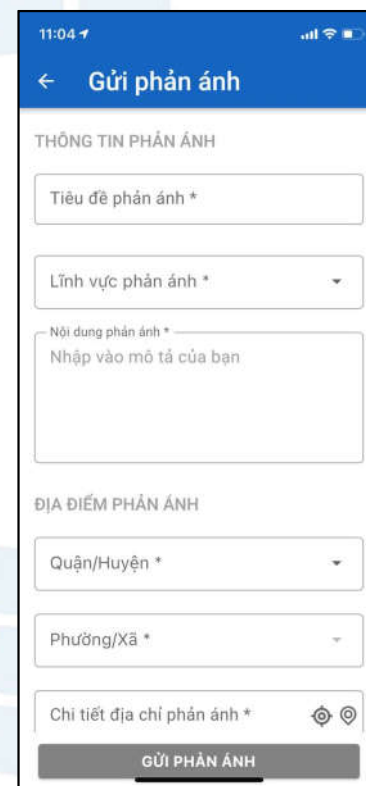 11:04
Gửi phản ánh
THÔNG TIN PHẢN ÁNH
Tiêu đề phản ánh *
Lĩnh vực phản ánh *
Nội dung phản ánh *
Nhập vào mô tả của bạn
ĐỊA ĐIỂM PHẢN ÁNH
Quận/Huyện *
Phường/Xã *
Chi tiết địa chỉ phản ánh *
GỬI PHẢN ÁNH